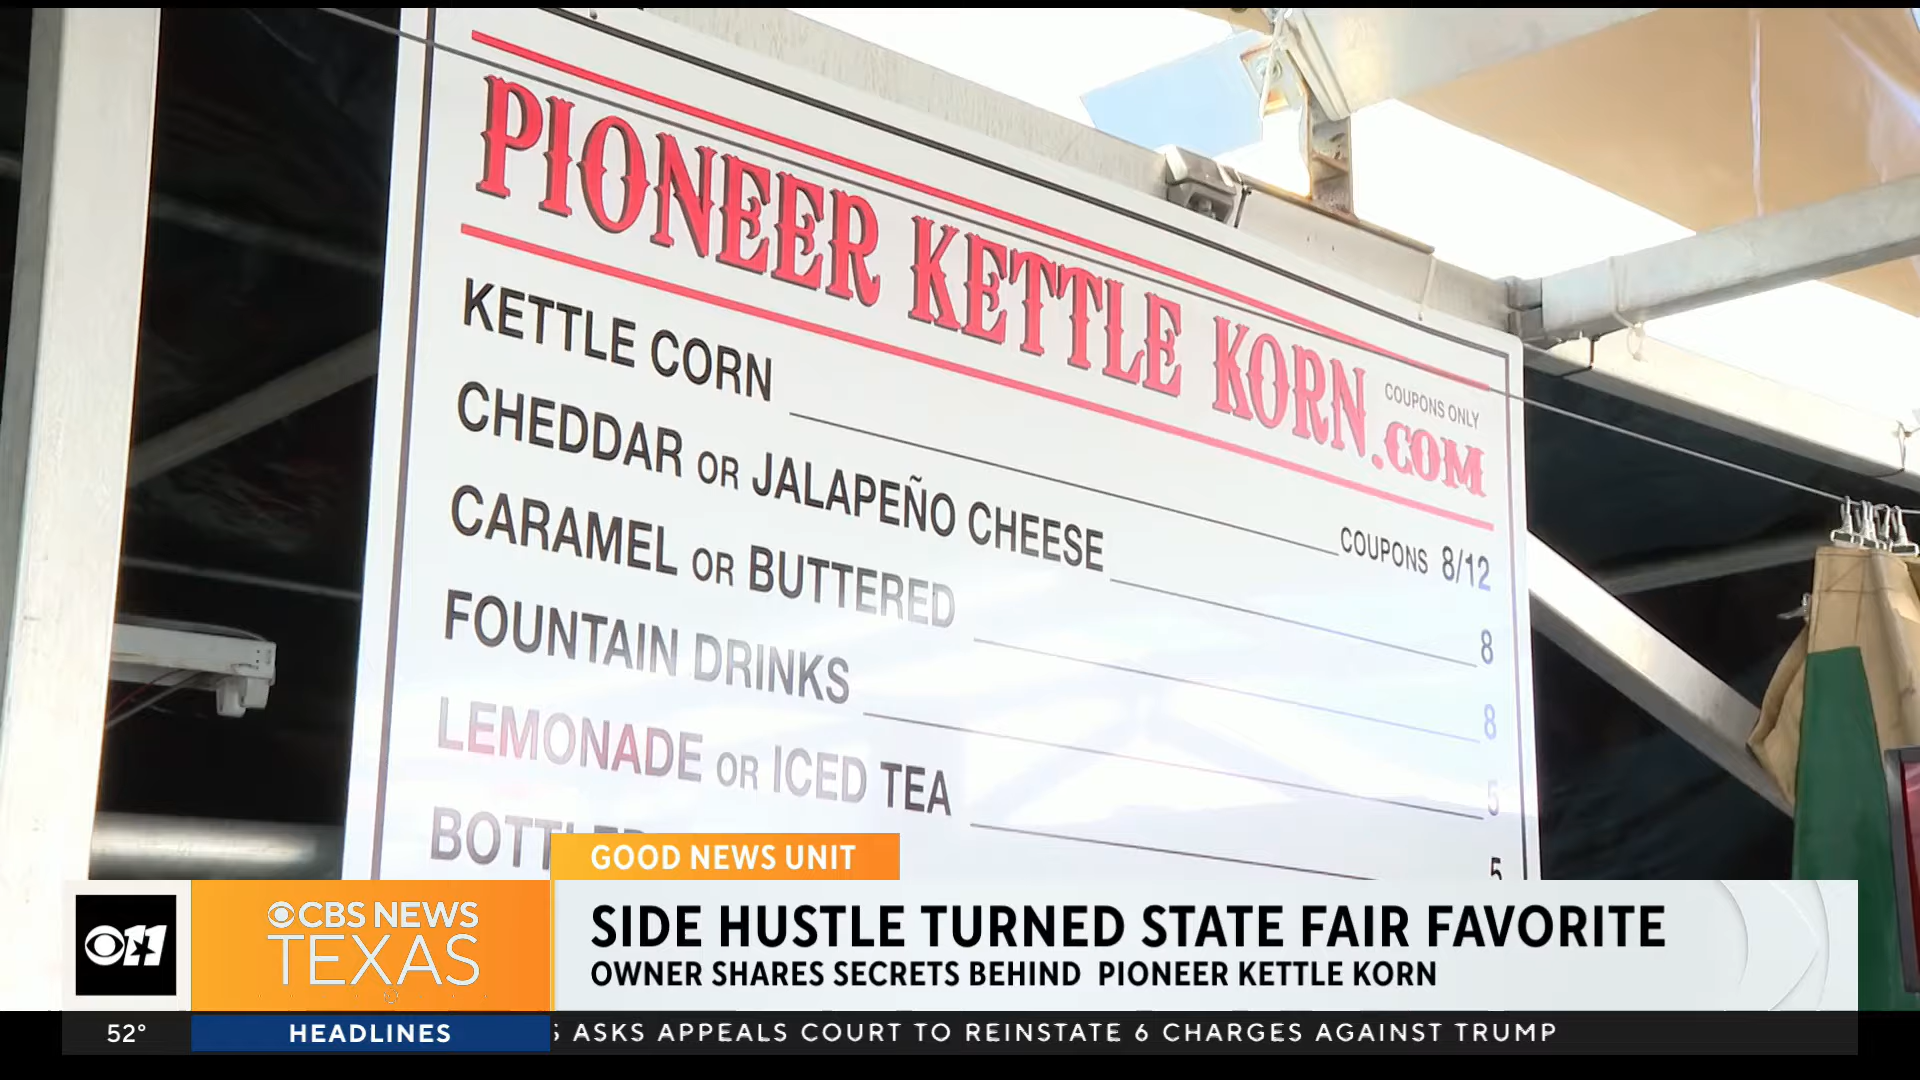 PIONEER KETTLE KORN.COM
COUPONS ONLY
KETTLE CORN COUPONS 8/12
CHEDDAR OR JALAPEÑO CHEESE 8
CARAMEL OR BUTTERED 8
FOUNTAIN DRINKS 5
LEMONADE OR ICED TEA 5
GOOD NEWS UNIT
11
CBS NEWS
TEXAS
SIDE HUSTLE TURNED STATE FAIR FAVORITE
OWNER SHARES SECRETS BEHIND PIONEER KETTLE KORN
52°
HEADLINES
ASKS APPEALS COURT TO REINSTATE 6 CHARGES AGAINST TRUMP